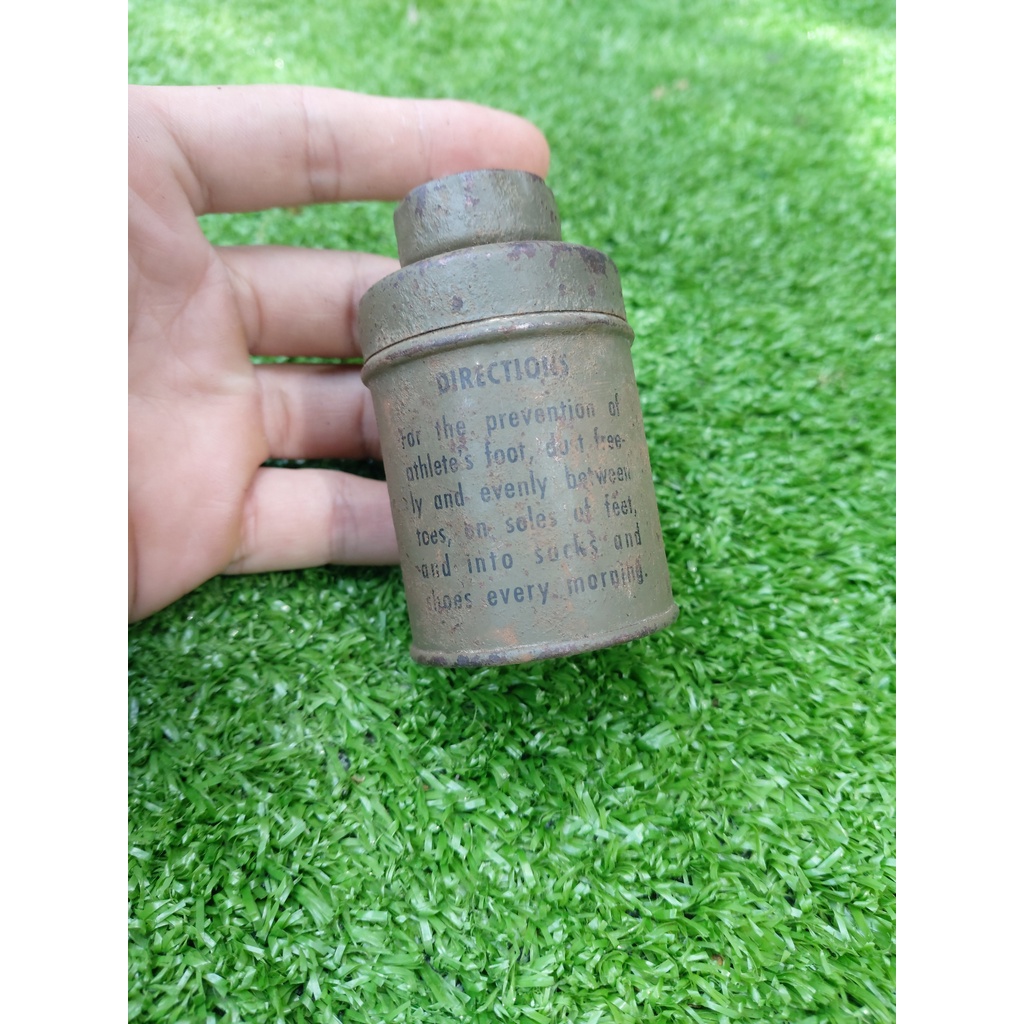 DIRECTIONS
For the prevention of
athlete's foot, dust free-
ly and evenly between
toes, on soles of feet,
and into socks and
shoes every morning.